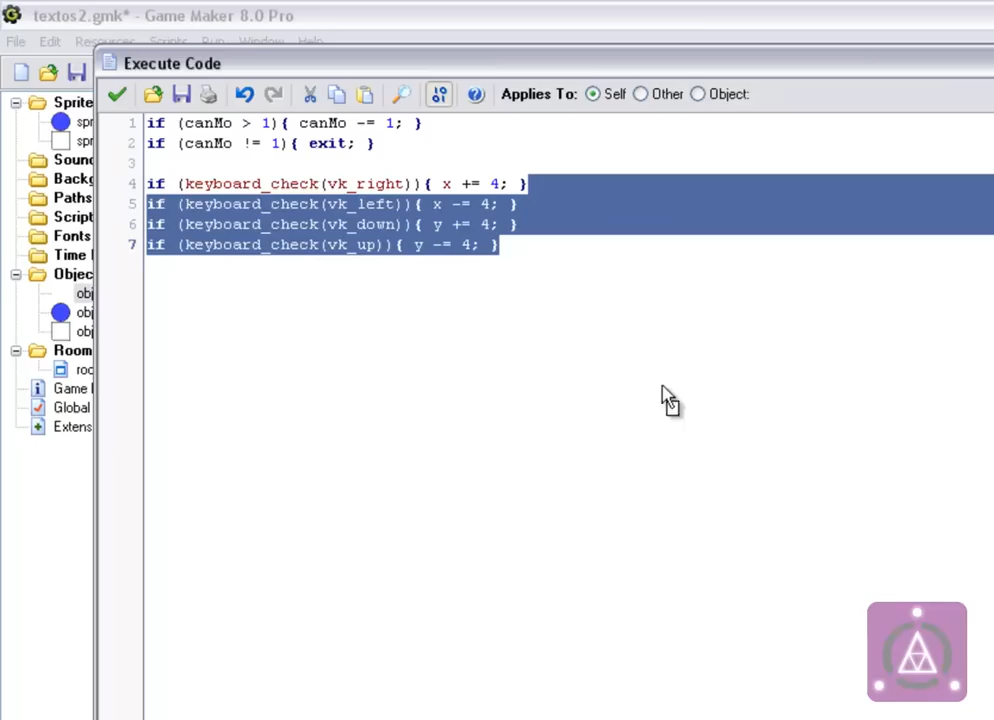 textos2.gmk* - Game Maker 8.0 Pro
File Edit Resources Scripts Run Window Help
Execute Code
Applies To: Self Other Object:
Sprite
spr
spr
Sound
Backg
Paths
Script
Fonts
Time
Objec
obj
obj
obj
Room
roo
Game
Global
Extens
1 if (canMo > 1){ canMo -= 1; }
2 if (canMo != 1){ exit; }
3
4 if (keyboard_check(vk_right)){ x += 4; }
5 if (keyboard_check(vk_left)){ x -= 4; }
6 if (keyboard_check(vk_down)){ y += 4; }
7 if (keyboard_check(vk_up)){ y -= 4; }